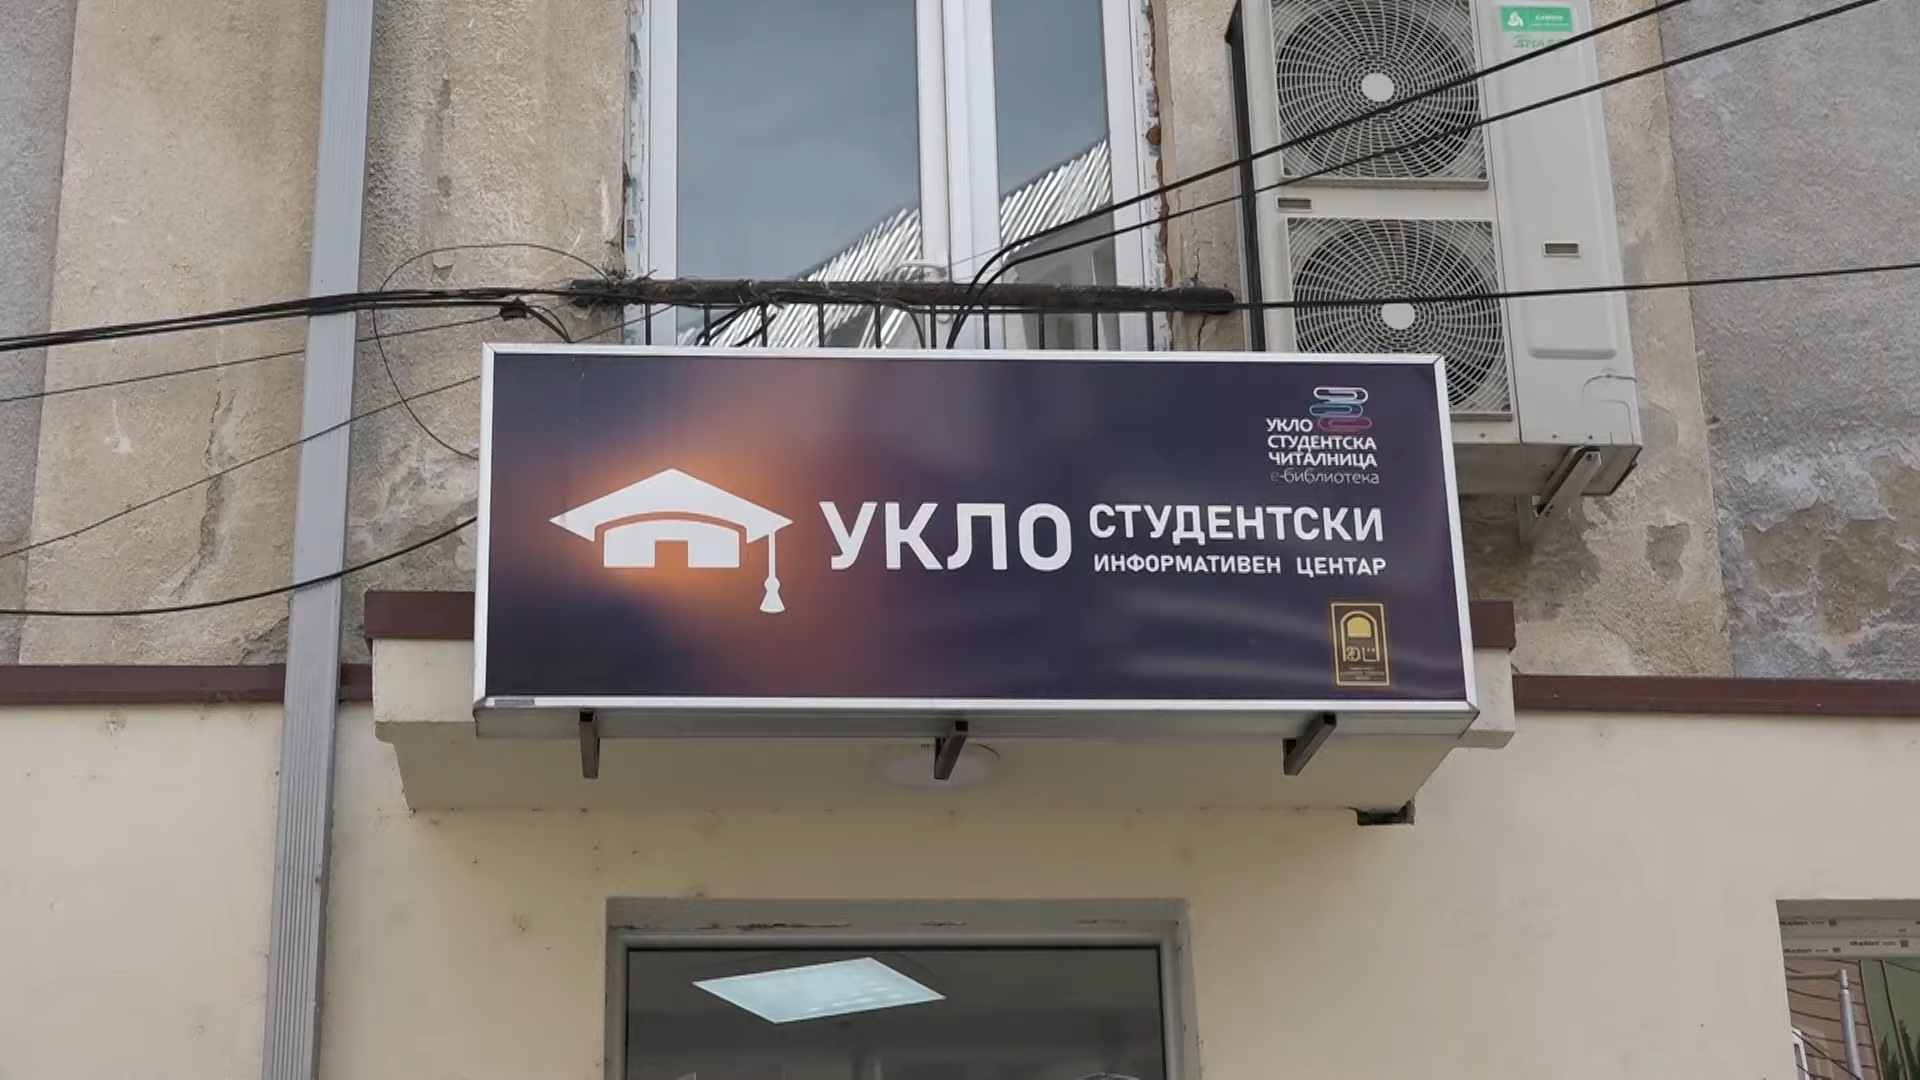 УКЛО
СТУДЕНТСКА
ЧИТАЛНИЦА
е-библиотека
УКЛО СТУДЕНТСКИ
ИНФОРМАТИВЕН ЦЕНТАР